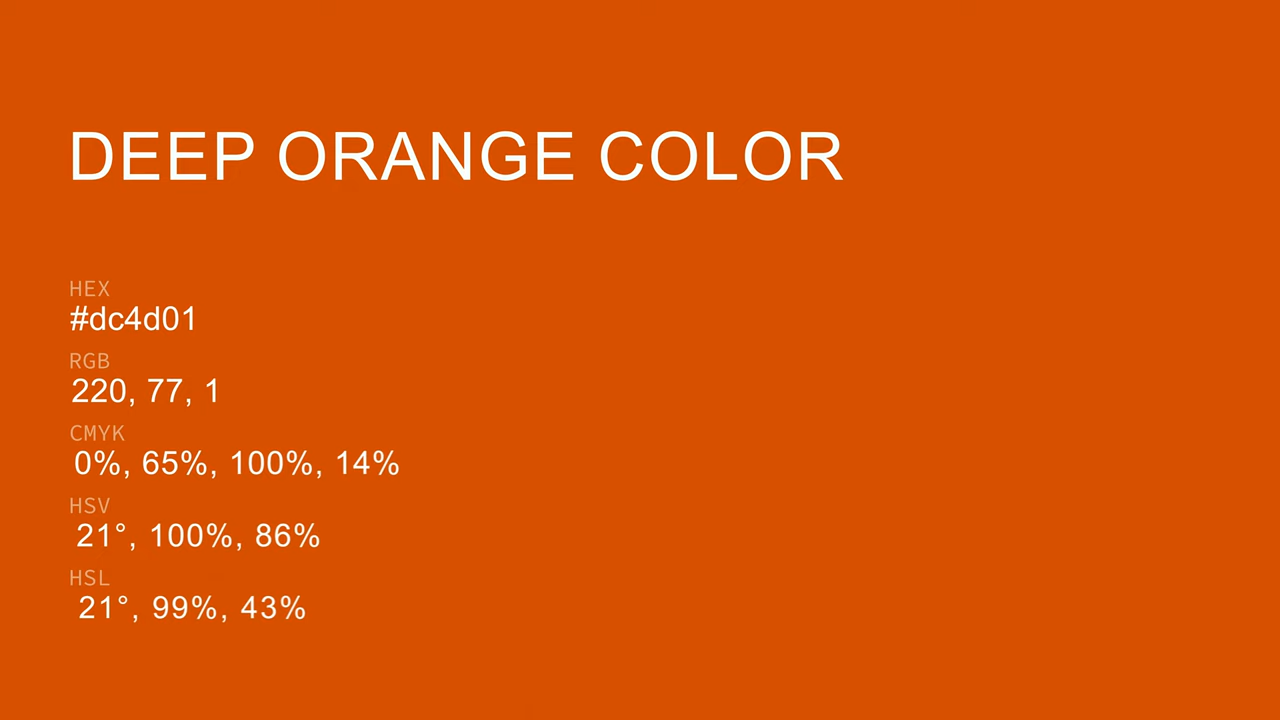 DEEP ORANGE COLOR
HEX
#dc4d01
RGB
220, 77, 1
CMYK
0%, 65%, 100%, 14%
HSV
21°, 100%, 86%
HSL
21°, 99%, 43%